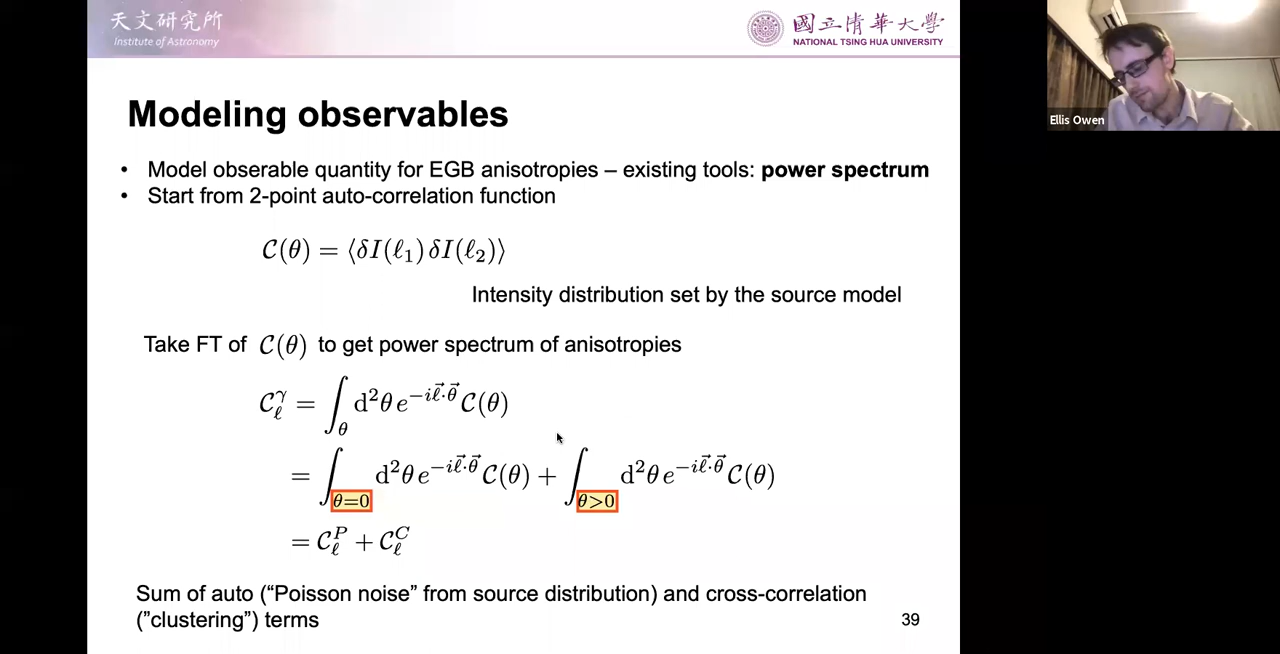 天文研究所
Institute of Astronomy
國立清華大學
NATIONAL TSING HUA UNIVERSITY
Modeling observables
• Model obserable quantity for EGB anisotropies – existing tools: power spectrum
• Start from 2-point auto-correlation function
𝒞(θ) = ⟨δI(ℓ₁) δI(ℓ₂)⟩
Intensity distribution set by the source model
Take FT of 𝒞(θ) to get power spectrum of anisotropies
𝒞_ℓ^γ = ∫_θ d²θ e^{−iℓ⃗·θ⃗} 𝒞(θ)
= ∫_{θ=0} d²θ e^{−iℓ⃗·θ⃗} 𝒞(θ) + ∫_{θ>0} d²θ e^{−iℓ⃗·θ⃗} 𝒞(θ)
= 𝒞_ℓ^P + 𝒞_ℓ^C
Sum of auto (“Poisson noise” from source distribution) and cross-correlation
(”clustering”) terms
39
Ellis Owen